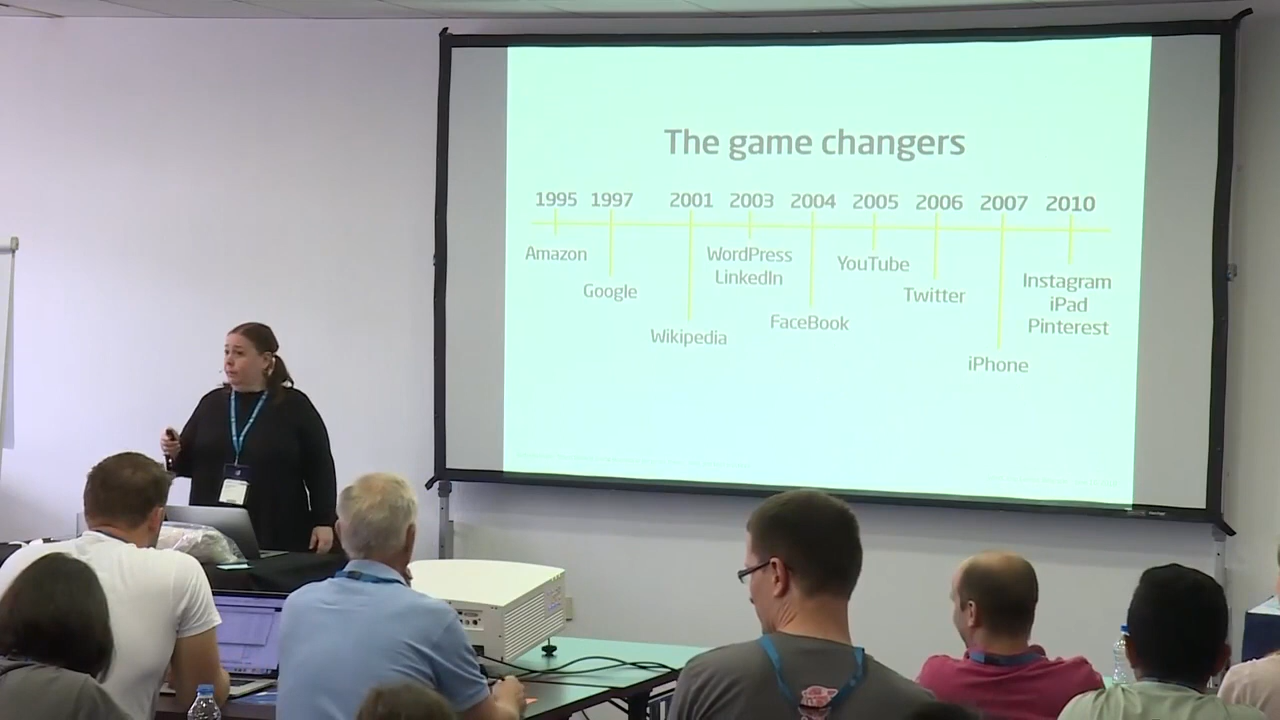 The game changers
1995 1997 2001 2003 2004 2005 2006 2007 2010
Amazon
Google
Wikipedia
WordPress
LinkedIn
FaceBook
YouTube
Twitter
iPhone
Instagram
iPad
Pinterest